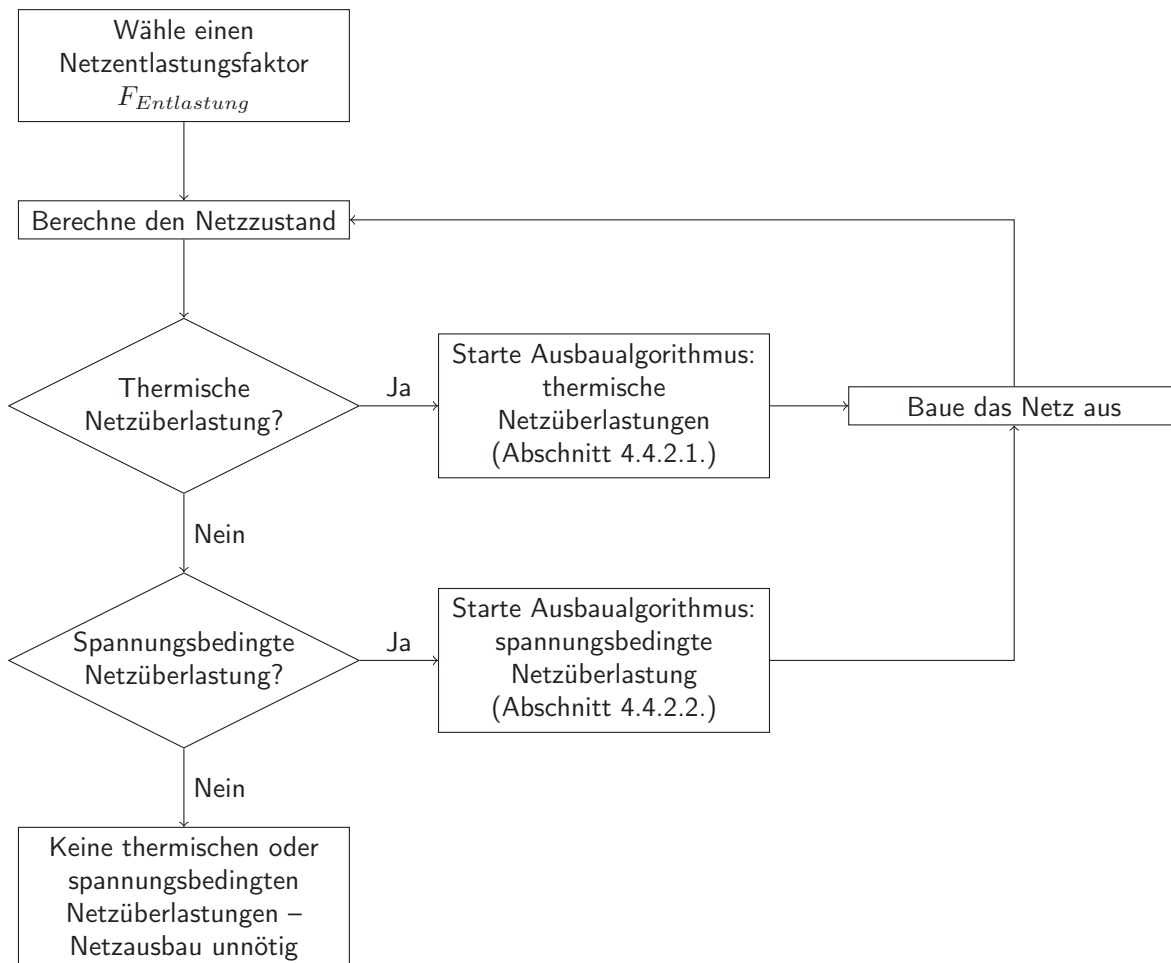 Wähle einen
Netzentlastungsfaktor
F_Entlastung
Berechne den Netzzustand
Thermische
Netzüberlastung?
Ja
Starte Ausbaualgorithmus:
thermische
Netzüberlastungen
(Abschnitt 4.4.2.1.)
Baue das Netz aus
Nein
Spannungsbedingte
Netzüberlastung?
Ja
Starte Ausbaualgorithmus:
spannungsbedingte
Netzüberlastung
(Abschnitt 4.4.2.2.)
Nein
Keine thermischen oder
spannungsbedingten
Netzüberlastungen –
Netzausbau unnötig